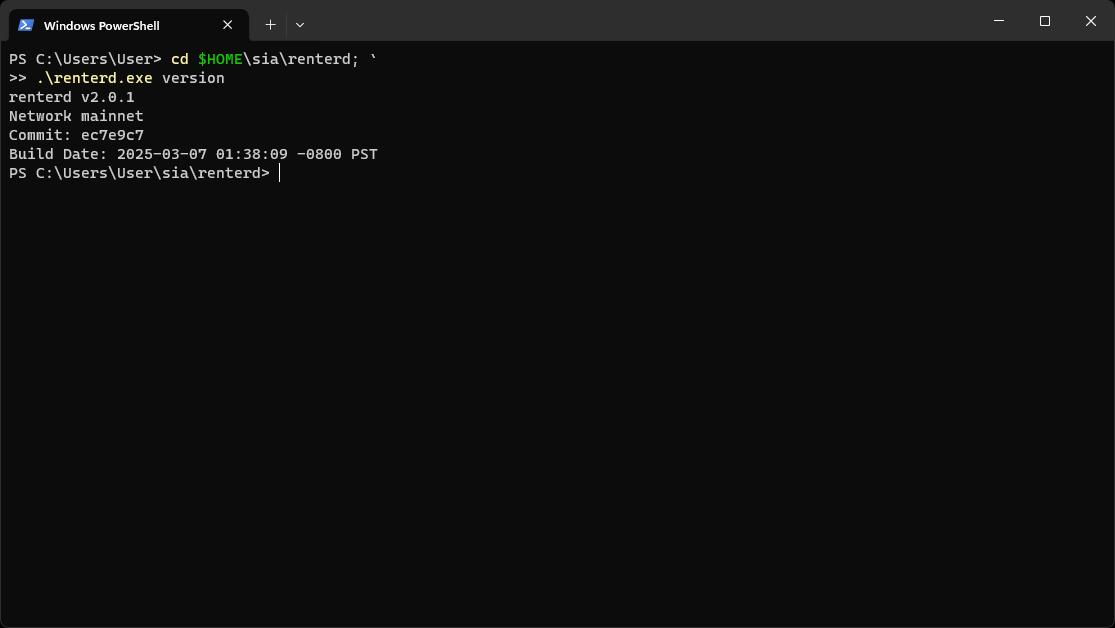 Windows PowerShell
PS C:\Users\User> cd $HOME\sia\renterd; `
>> .\renterd.exe version
renterd v2.0.1
Network mainnet
Commit: ec7e9c7
Build Date: 2025-03-07 01:38:09 -0800 PST
PS C:\Users\User\sia\renterd>